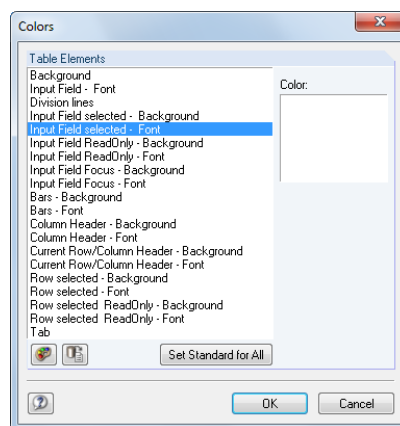 Colors
Table Elements
Background
Input Field - Font
Division lines
Input Field selected - Background
Input Field selected - Font
Input Field ReadOnly - Background
Input Field ReadOnly - Font
Input Field Focus - Background
Input Field Focus - Font
Bars - Background
Bars - Font
Column Header - Background
Column Header - Font
Current Row/Column Header - Background
Current Row/Column Header - Font
Row selected - Background
Row selected - Font
Row selected ReadOnly - Background
Row selected ReadOnly - Font
Tab
Color:
Set Standard for All
OK
Cancel